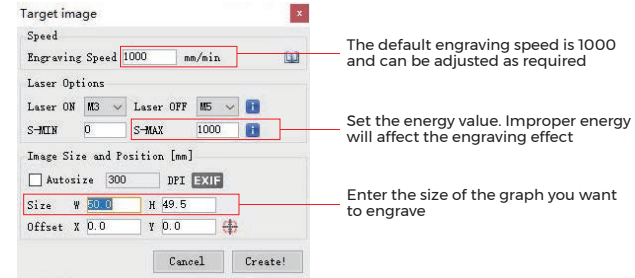 Target image
x
Speed
Engraving Speed 1000 mm/min
The default engraving speed is 1000
and can be adjusted as required
Laser Options
Laser ON M3 Laser OFF M5 i
S-MIN 0 S-MAX 1000 i
Set the energy value. Improper energy
will affect the engraving effect
Image Size and Position [mm]
Autosize 300 DPI EXIF
Size W 50.0 H 49.5
Enter the size of the graph you want
to engrave
Offset X 0.0 Y 0.0
Cancel Create!